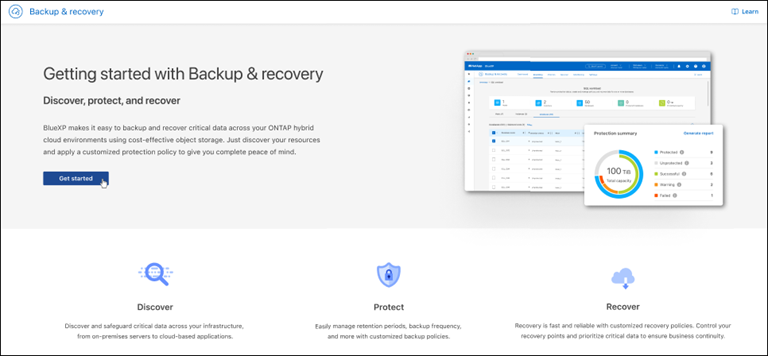 Backup & recovery
Learn
Getting started with Backup & recovery
Discover, protect, and recover
BlueXP makes it easy to backup and recover critical data across your ONTAP hybrid
cloud environments using cost-effective object storage. Just discover your resources
and apply a customized protection policy to give you complete peace of mind.
Get started
Protection summary
Generate report
100 TiB
Total capacity
Protected
Unprotected
Successful
Warning
Failed
Discover
Discover and safeguard critical data across your infrastructure,
from on-premises servers to cloud-based applications.
Protect
Easily manage retention periods, backup frequency,
and more with customized backup policies.
Recover
Recovery is fast and reliable with customized recovery policies. Control your
recovery points and prioritize critical data to ensure business continuity.